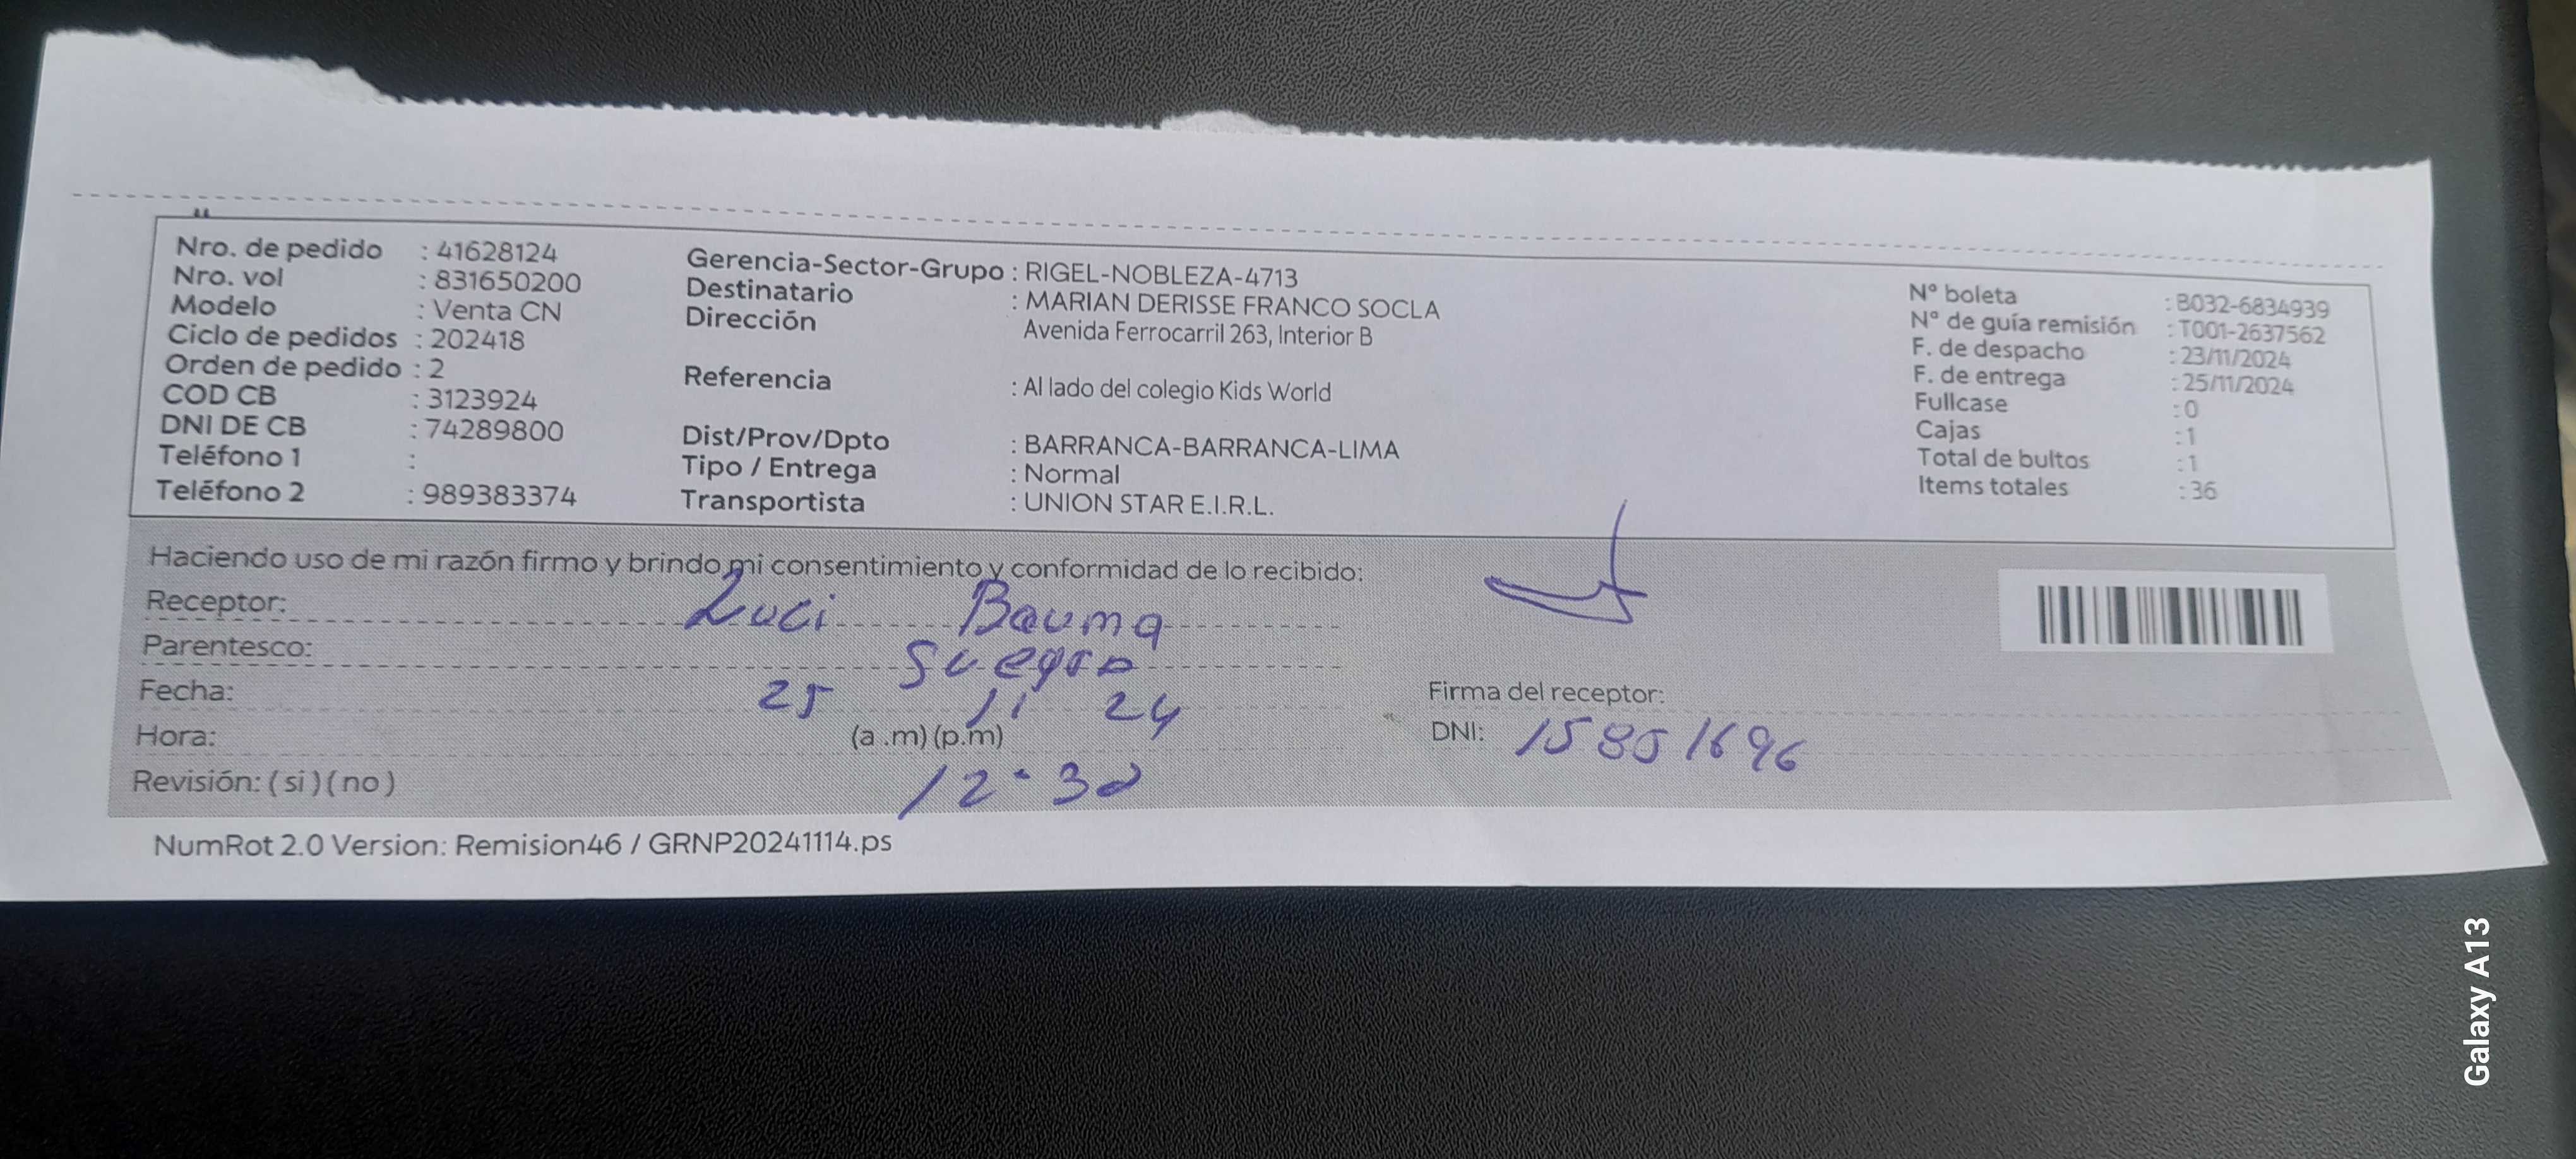 Nro. de pedido : 41628124
Nro. vol : 831650200
Modelo : Venta CN
Ciclo de pedidos : 202418
Orden de pedido : 2
COD CB : 3123924
DNI DE CB : 74289800
Teléfono 1 :
Teléfono 2 : 989383374
Gerencia-Sector-Grupo : RIGEL-NOBLEZA-4713
Destinatario : MARIAN DERISSE FRANCO SOCLA
Dirección Avenida Ferrocarril 263, Interior B
Referencia : Al lado del colegio Kids World
Dist/Prov/Dpto : BARRANCA-BARRANCA-LIMA
Tipo / Entrega : Normal
Transportista : UNION STAR E.I.R.L.
N° boleta : B032-6834939
N° de guía remisión : T001-2637562
F. de despacho : 23/11/2024
F. de entrega : 25/11/2024
Fullcase : 0
Cajas : 1
Total de bultos : 1
Items totales : 36
Haciendo uso de mi razón firmo y brindo mi consentimiento y conformidad de lo recibido:
Receptor: Luci Bauma
Parentesco: Suegra
Fecha: 25 11 24
Hora: (a .m) (p.m)
12:30
Revisión: ( si ) ( no )
Firma del receptor:
DNI: 15851696
NumRot 2.0 Version: Remision46 / GRNP20241114.ps
Galaxy A13